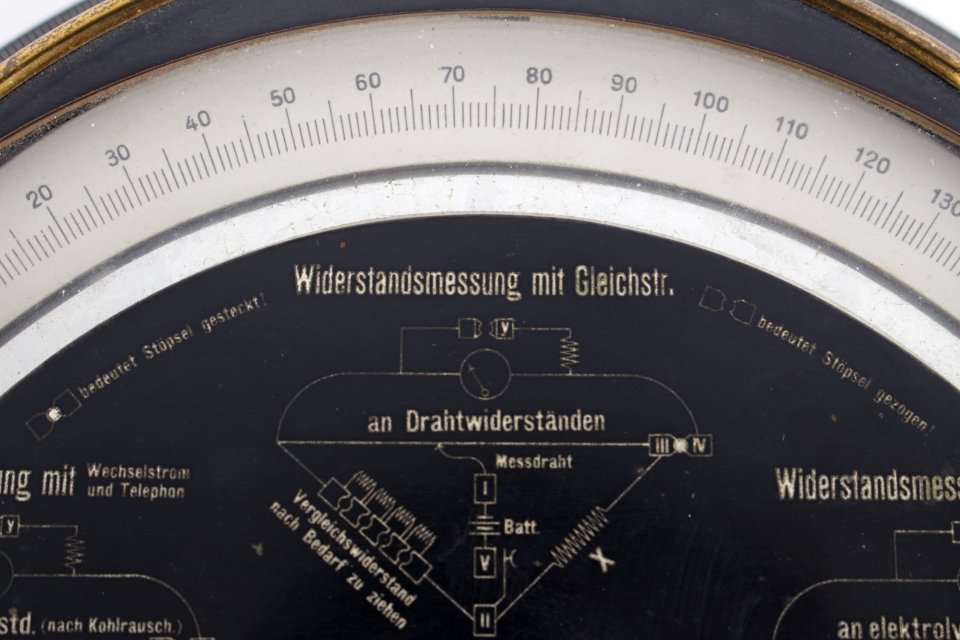 20 30 40 50 60 70 80 90 100 110 120 130
Widerstandsmessung mit Gleichstr.
bedeutet Stöpsel gesteckt!
bedeutet Stöpsel gezogen!
y
an Drahtwiderständen
III IV
Messdraht
I
Batt.
V
II
X
Vergleichswiderstand
nach Bedarf zu ziehen
ng mit Wechselstrom
und Telephon
y
std. (nach Kohlrausch.)
Widerstandsmess
an elektroly